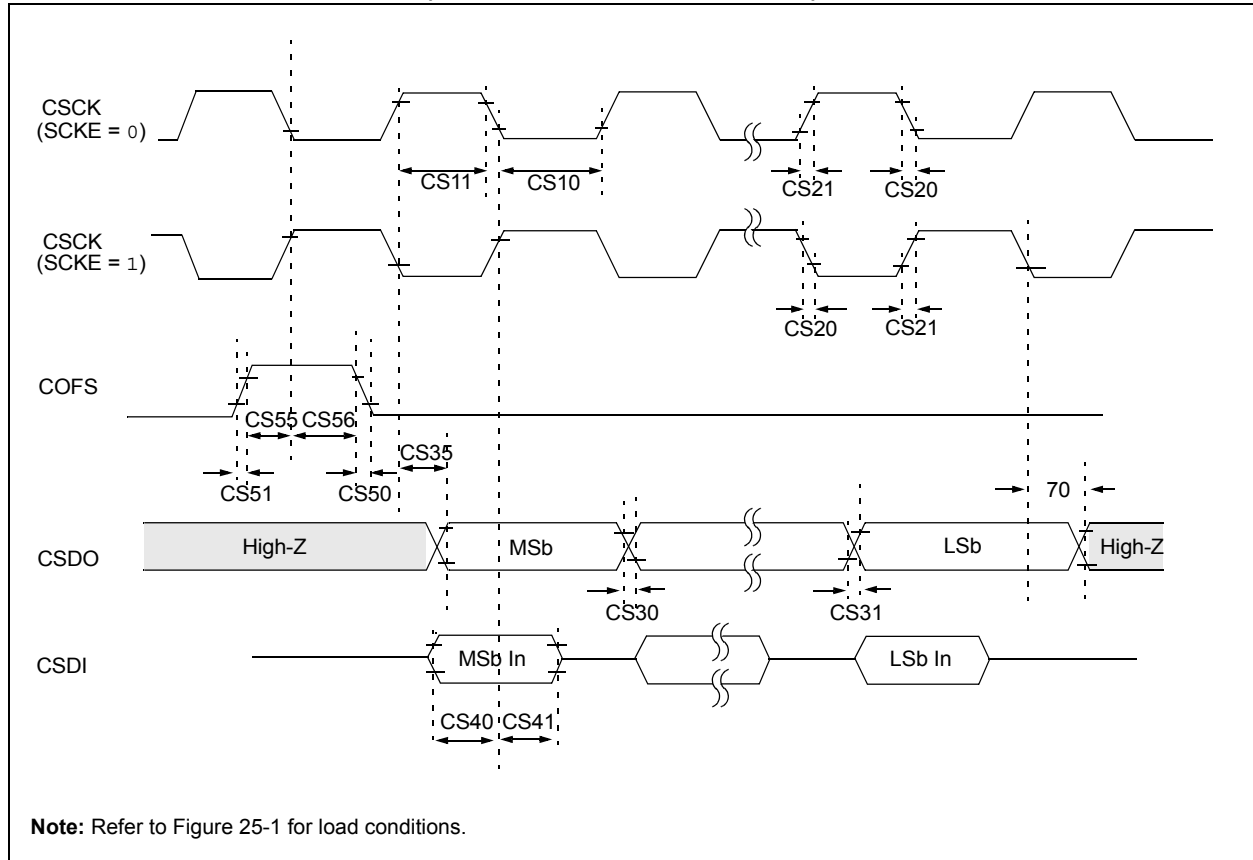 CSCK
(SCKE = 0)
CS11
CS10
CS21
CS20
CSCK
(SCKE = 1)
CS20
CS21
COFS
CS55
CS56
CS35
CS51
CS50
70
CSDO
High-Z
MSb
LSb
High-Z
CS30
CS31
CSDI
MSb In
LSb In
CS40
CS41
Note: Refer to Figure 25-1 for load conditions.